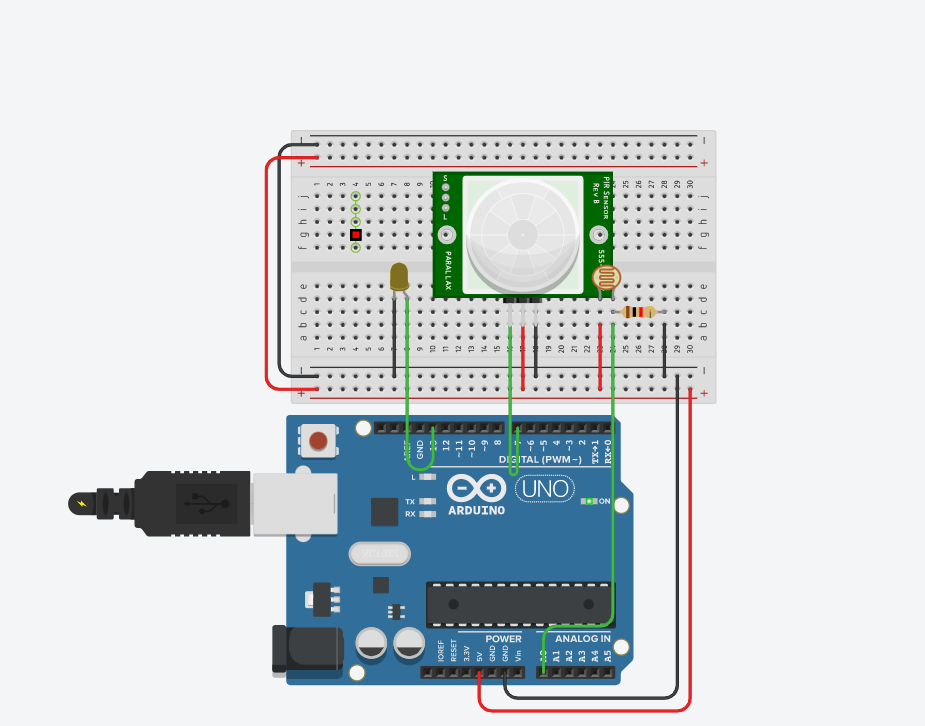 − −
+ +
1 2 3 4 5 6 7 8 9 10 23 24 25 26 27 28 29 30
j j
i i
h h
g g
f f
S
L
PIR SENSOR
Rev B
555-
PARALLAX
e e
d d
c c
b b
a a
1 2 3 4 5 6 7 8 9 10 11 12 13 14 15 16 17 18 19 20 21 22 23 24 25 26 27 28 29 30
− −
+ +
AREF
GND
13
12
~11
~10
~9
8
7
~6
~5
4
~3
2
TX→1
RX←0
DIGITAL (PWM~)
L
TX
RX
ARDUINO
UNO
ON
POWER
ANALOG IN
IOREF
RESET
3.3V
5V
GND
GND
Vin
A0
A1
A2
A3
A4
A5